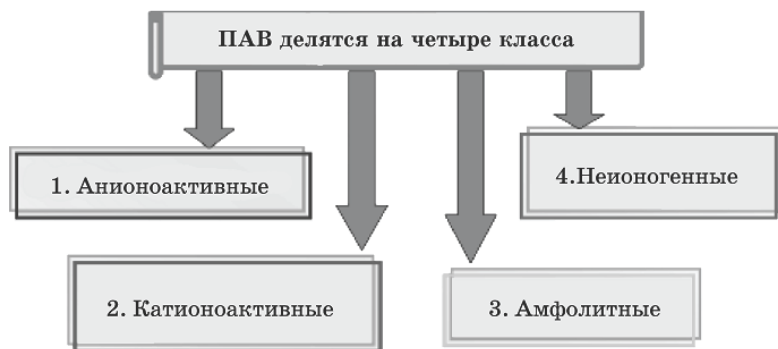 ПАВ делятся на четыре класса
1. Анионоактивные
4.Неионогенные
2. Катионоактивные
3. Амфолитные